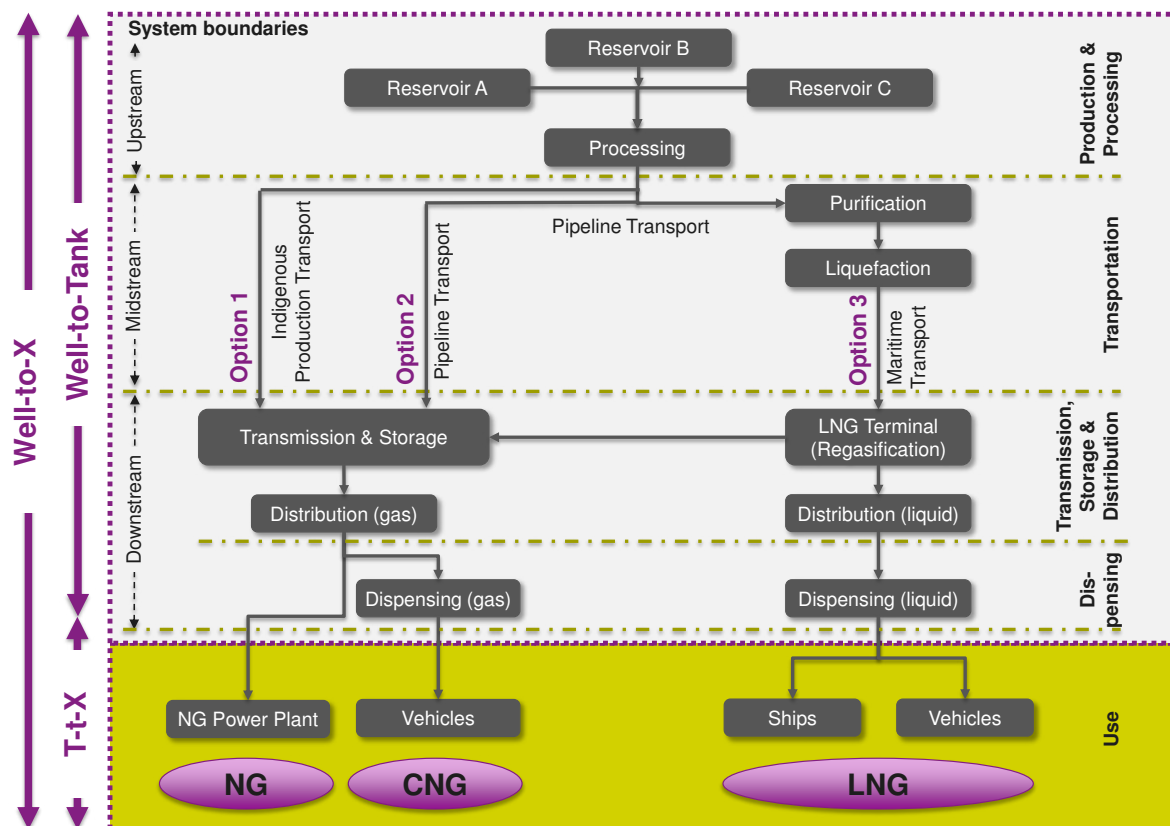 System boundaries
Well-to-X
Well-to-Tank
T-t-X
Upstream
Midstream
Downstream
Reservoir B
Reservoir A
Reservoir C
Processing
Production &
Processing
Purification
Pipeline Transport
Liquefaction
Option 1
Indigenous
Production Transport
Option 2
Pipeline Transport
Option 3
Maritime
Transport
Transportation
Transmission & Storage
LNG Terminal
(Regasification)
Distribution (gas)
Distribution (liquid)
Transmission,
Storage &
Distribution
Dispensing (gas)
Dispensing (liquid)
Dis-
pensing
NG Power Plant
Vehicles
Ships
Vehicles
Use
NG
CNG
LNG